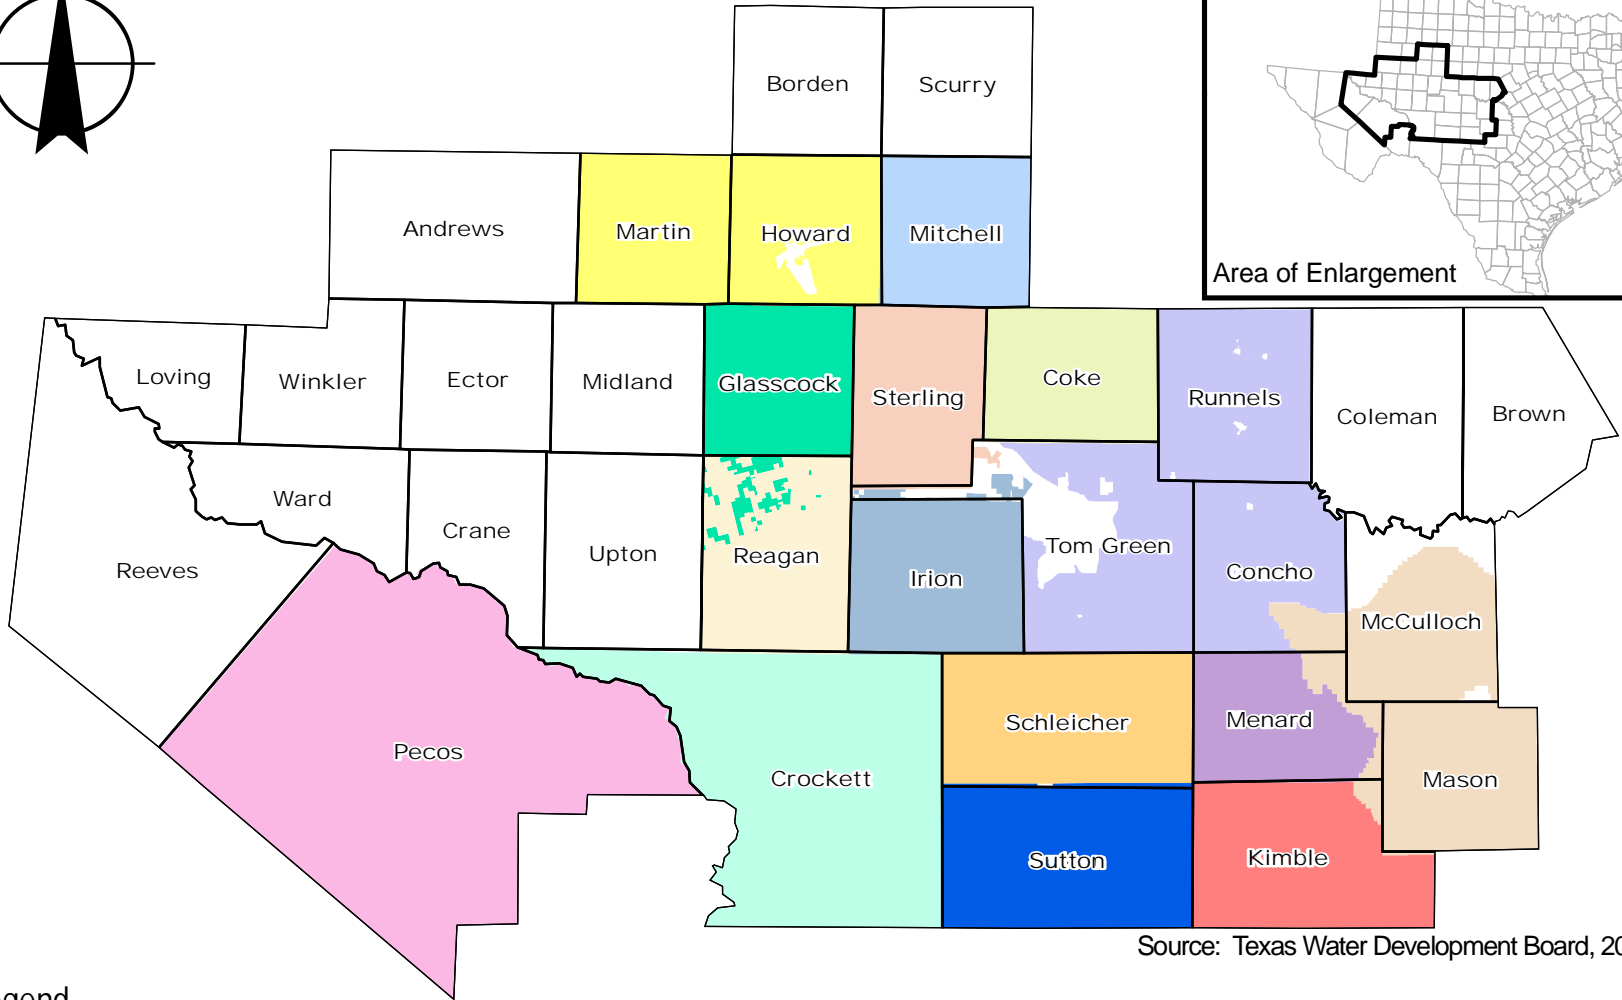 Borden
Scurry
Andrews
Martin
Howard
Mitchell
Area of Enlargement
Loving
Winkler
Ector
Midland
Glasscock
Sterling
Coke
Runnels
Coleman
Brown
Ward
Crane
Upton
Reagan
Irion
Tom Green
Concho
McCulloch
Reeves
Pecos
Crockett
Schleicher
Menard
Mason
Sutton
Kimble
Source: Texas Water Development Board,